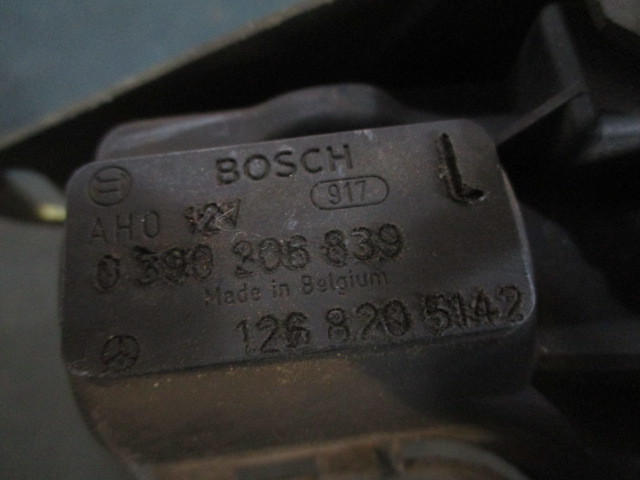 BOSCH L
AHO 127 917
0 390 206 839
Made in Belgium
126 820 5142